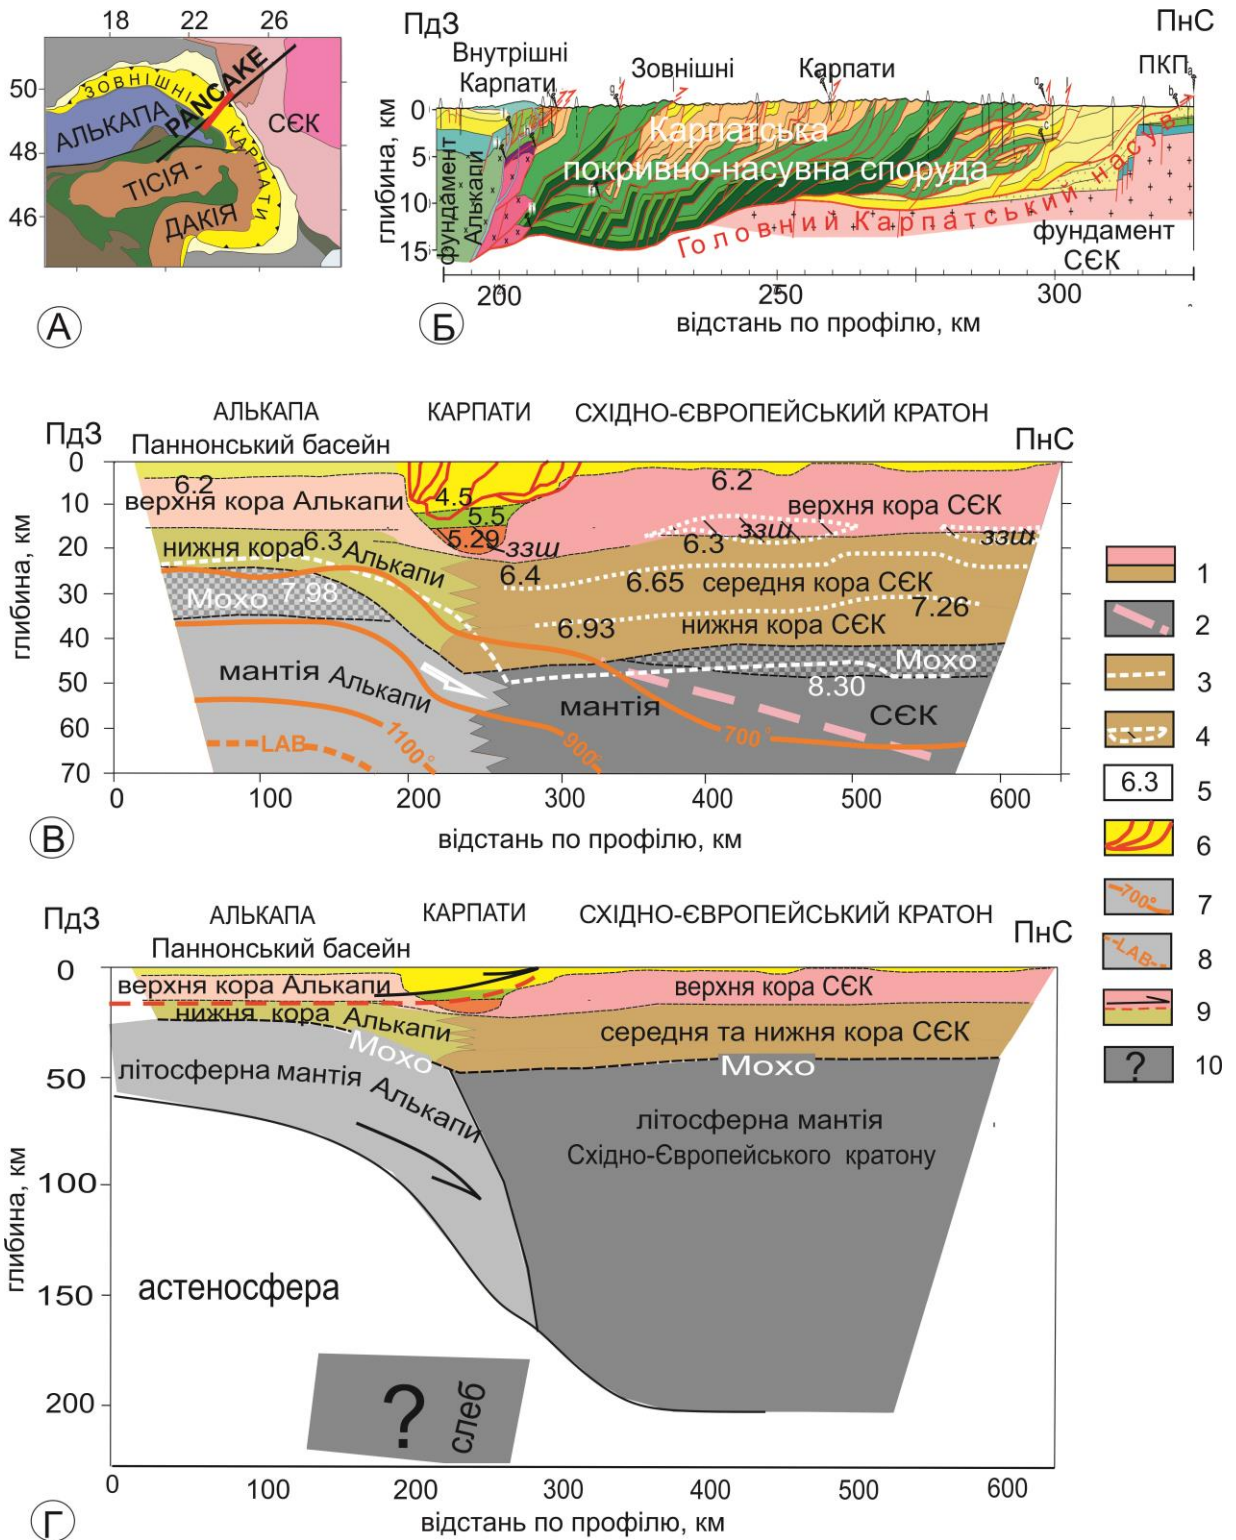 18 22 26
50
48
46
ЗОВНІШНІ
КАРПАТИ
АЛЬКАПА
PANCAKE
СЄК
ТІСІЯ -
ДАКІЯ
А
ПдЗ
ПнС
Внутрішні
Карпати
Зовнішні
Карпати
ПКП
глибина, км
0
5
10
15
фундамент
Алькапи
Карпатська
покривно-насувна споруда
Головний Карпатський насув
фундамент
СЄК
200 250 300
відстань по профілю, км
Б
АЛЬКАПА
КАРПАТИ
СХІДНО-ЄВРОПЕЙСЬКИЙ КРАТОН
ПдЗ
Паннонський басейн
ПнС
глибина, км
0
10
20
30
40
50
60
70
6.2
верхня кора Алькапи
4.5
5.5
5.29
ззш
6.2
верхня кора СЄК
нижня кора
6.3
Алькапи
6.3
ззш
ззш
6.4
6.65
середня кора СЄК
Мохо
7.98
7.26
6.93
нижня кора СЄК
Мохо
8.30
мантія
Алькапи
мантія
СЄК
LAB
1100°
900°
700°
0 100 200 300 400 500 600
відстань по профілю, км
В
1
2
3
4
6.3 5
6
700° 7
LAB 8
9
? 10
ПдЗ
АЛЬКАПА
КАРПАТИ
СХІДНО-ЄВРОПЕЙСЬКИЙ КРАТОН
Паннонський басейн
ПнС
глибина, км
0
50
100
150
200
верхня кора Алькапи
верхня кора СЄК
нижня кора Алькапи
середня та нижня кора СЄК
Мохо
Мохо
літосферна мантія
Алькапи
літосферна мантія
Східно-Європейського кратону
астеносфера
?
слеб
0 100 200 300 400 500 600
відстань по профілю, км
Г